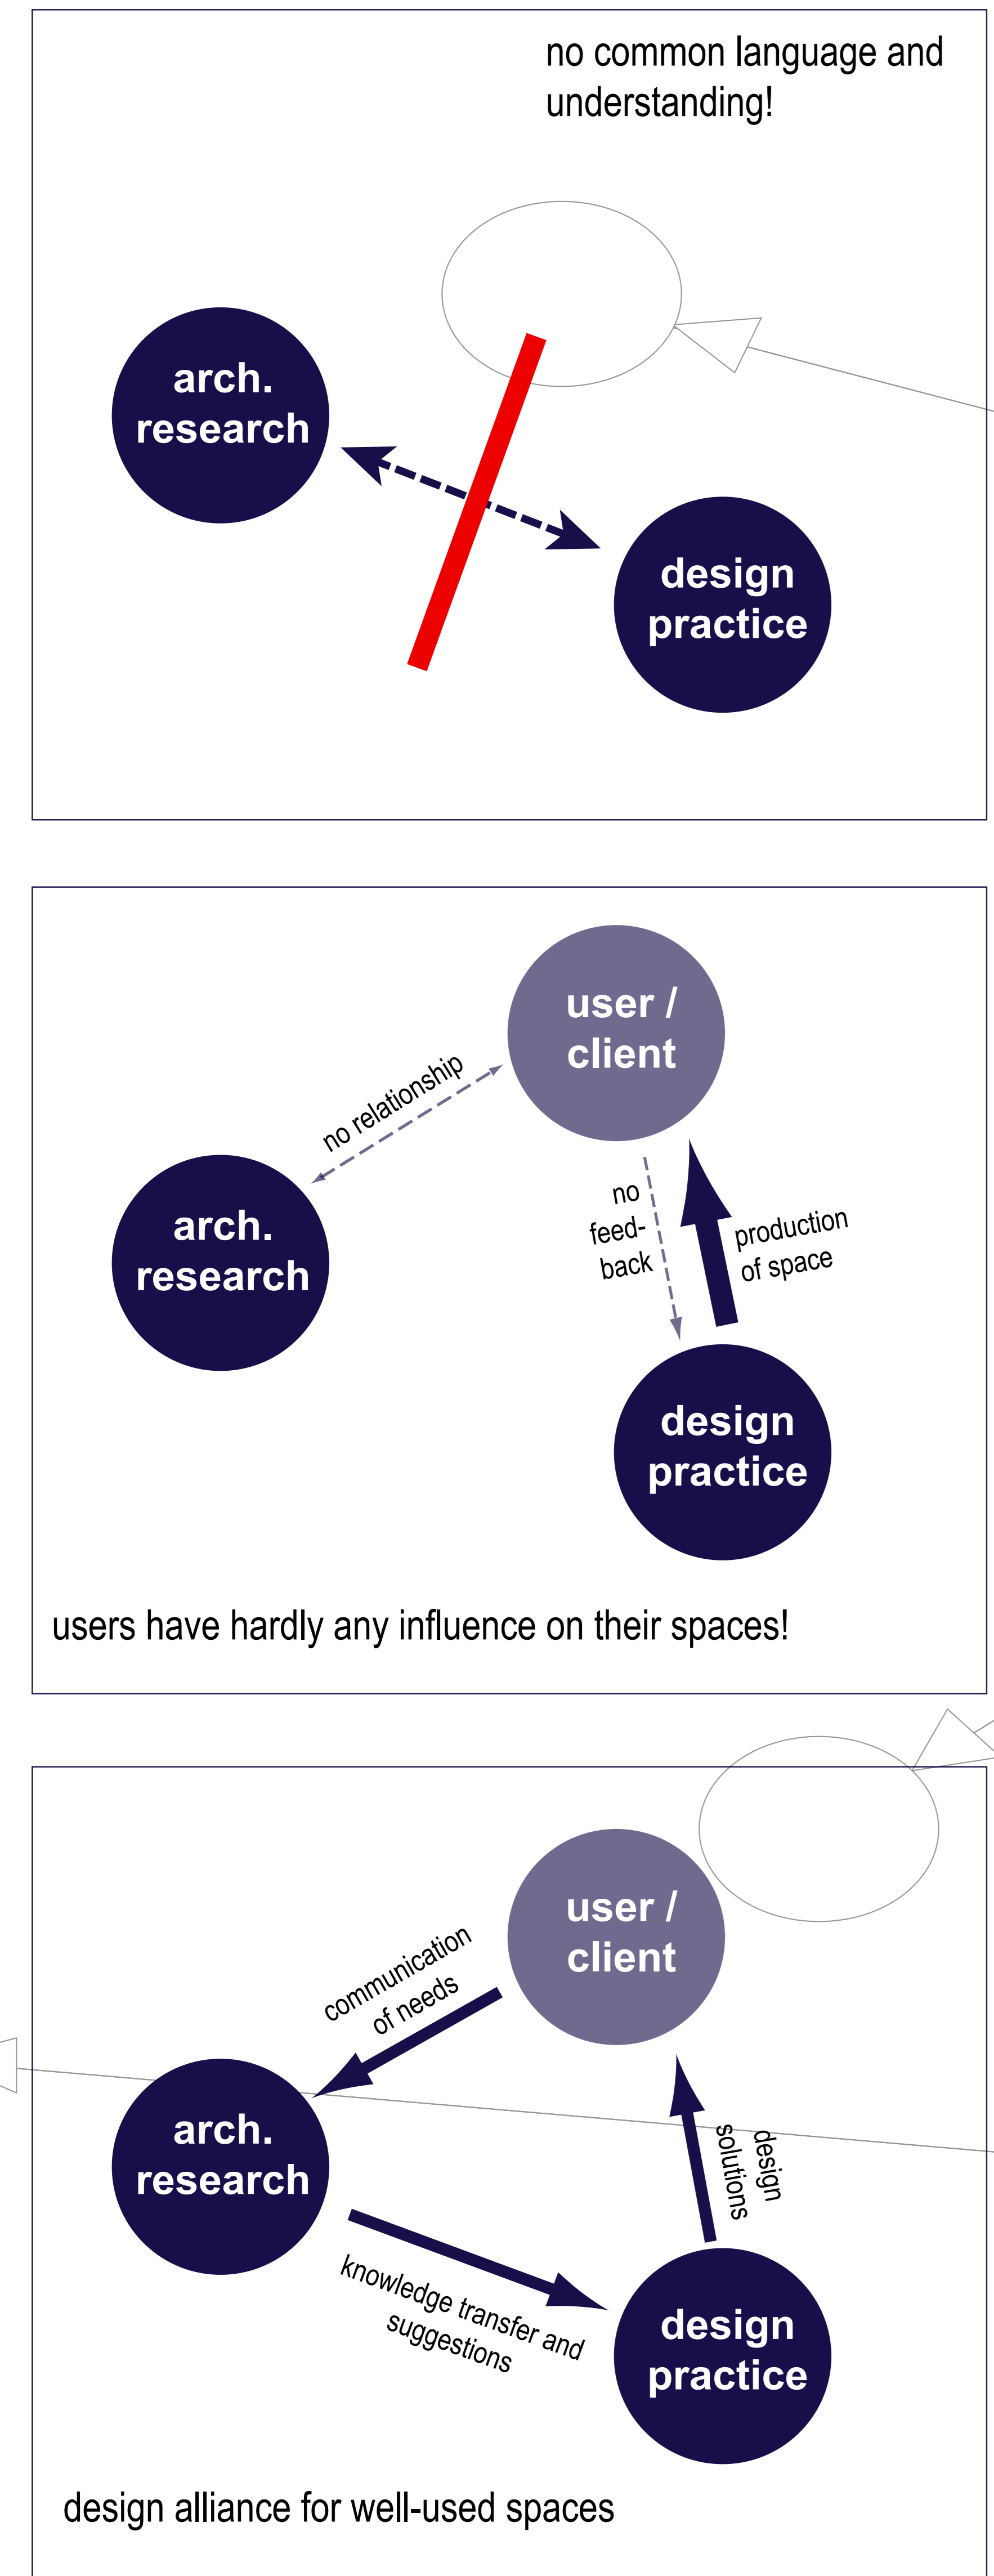 no common language and
understanding!
arch.
research
design
practice
user /
client
no relationship
arch.
research
no
feed-
back
production
of space
design
practice
users have hardly any influence on their spaces!
user /
client
communication
of needs
arch.
research
design
solutions
knowledge transfer and
suggestions
design
practice
design alliance for well-used spaces